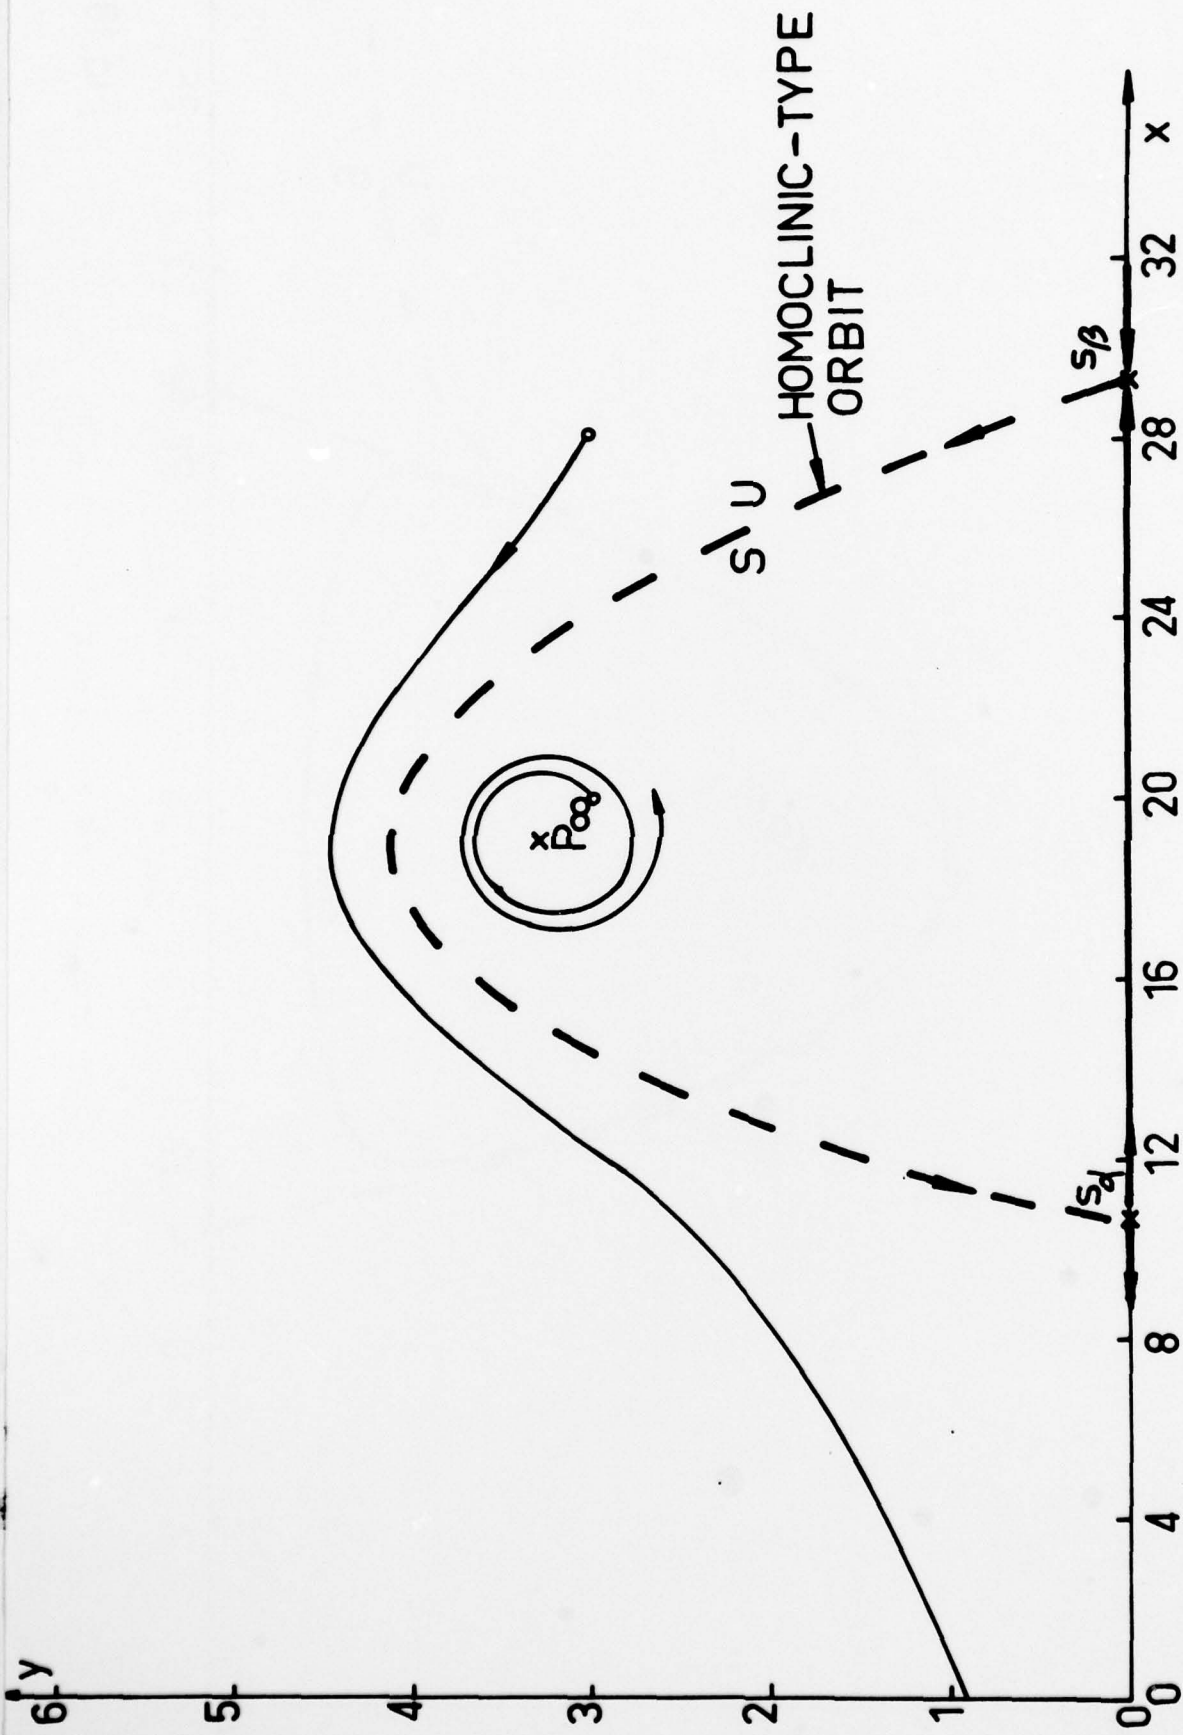 y
6
5
4
3
2
1
0
HOMOCLINIC-TYPE
ORBIT
S U
P∞
Sα
Sβ
0 4 8 12 16 20 24 28 32 x